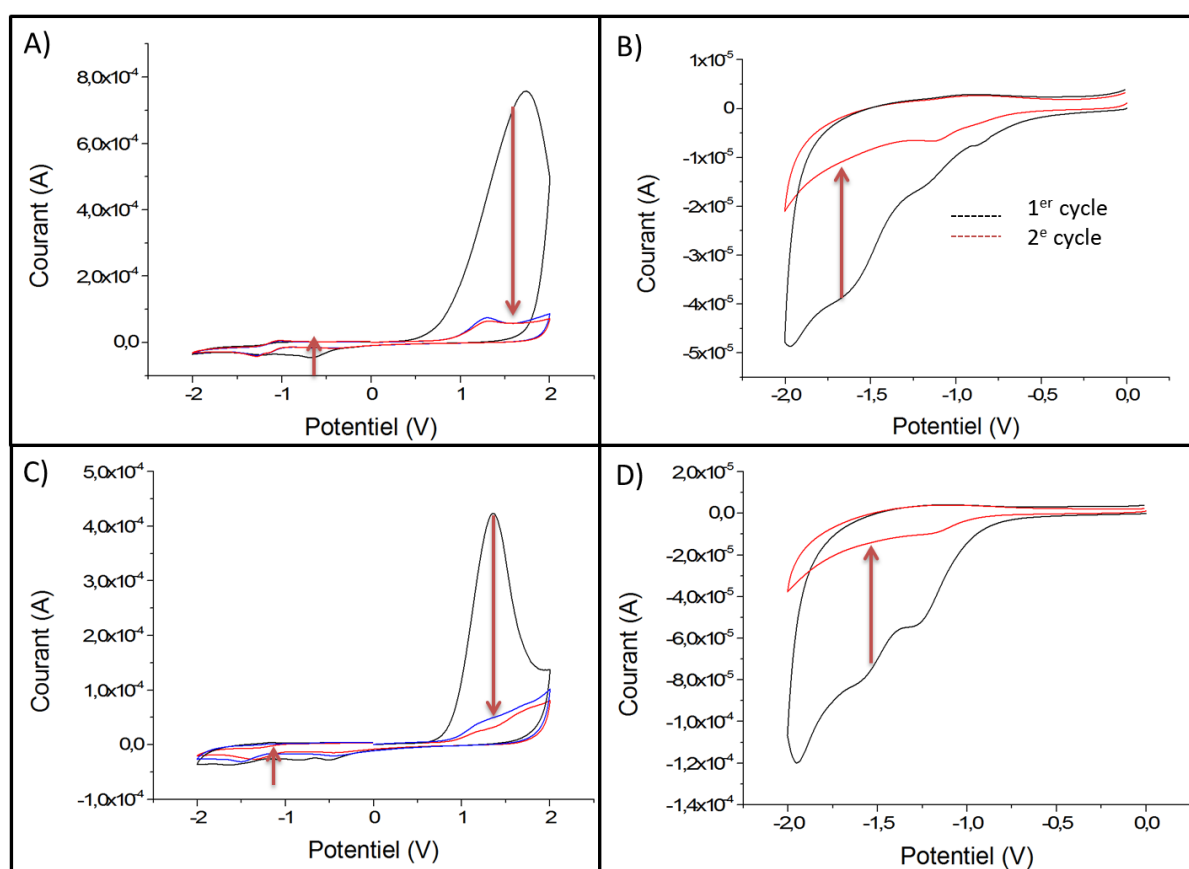 A)
8,0x10⁻⁴
6,0x10⁻⁴
4,0x10⁻⁴
2,0x10⁻⁴
0,0
Courant (A)
-2
-1
0
1
2
Potentiel (V)
B)
1x10⁻⁵
0
-1x10⁻⁵
-2x10⁻⁵
-3x10⁻⁵
-4x10⁻⁵
-5x10⁻⁵
Courant (A)
1er cycle
2e cycle
-2,0
-1,5
-1,0
-0,5
0,0
Potentiel (V)
C)
5,0x10⁻⁴
4,0x10⁻⁴
3,0x10⁻⁴
2,0x10⁻⁴
1,0x10⁻⁴
0,0
-1,0x10⁻⁴
Courant (A)
-2
-1
0
1
2
Potentiel (V)
D)
2,0x10⁻⁵
0,0
-2,0x10⁻⁵
-4,0x10⁻⁵
-6,0x10⁻⁵
-8,0x10⁻⁵
-1,0x10⁻⁴
-1,2x10⁻⁴
-1,4x10⁻⁴
Courant (A)
-2,0
-1,5
-1,0
-0,5
0,0
Potentiel (V)